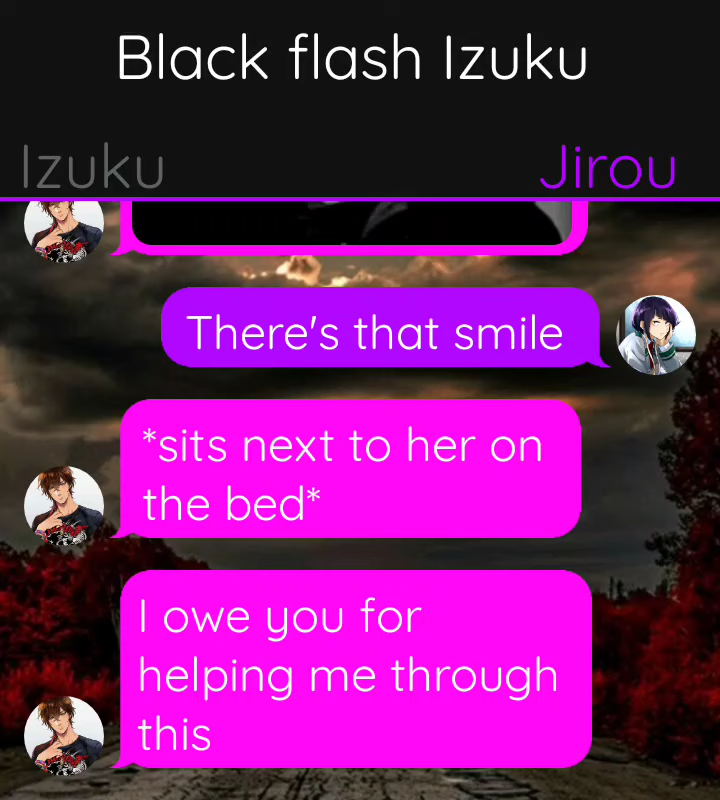 Black flash Izuku
Izuku
Jirou
There's that smile
*sits next to her on
the bed*
I owe you for
helping me through
this